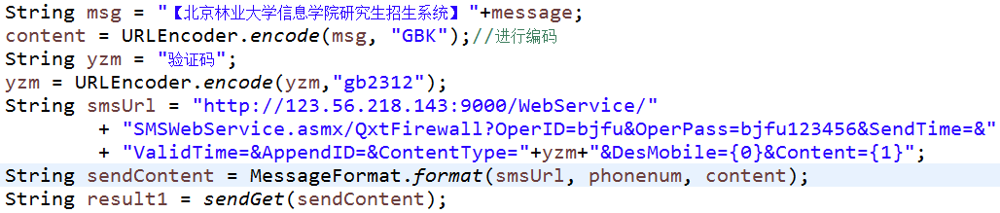 String msg = "【北京林业大学信息学院研究生招生系统】"+message;
content = URLEncoder.encode(msg, "GBK");//进行编码
String yzm = "验证码";
yzm = URLEncoder.encode(yzm,"gb2312");
String smsUrl = "http://123.56.218.143:9000/WebService/"
+ "SMSWebService.asmx/QxtFirewall?OperID=bjfu&OperPass=bjfu123456&SendTime=&"
+ "ValidTime=&AppendID=&ContentType="+yzm+"&DesMobile={0}&Content={1}";
String sendContent = MessageFormat.format(smsUrl, phonenum, content);
String result1 = sendGet(sendContent);